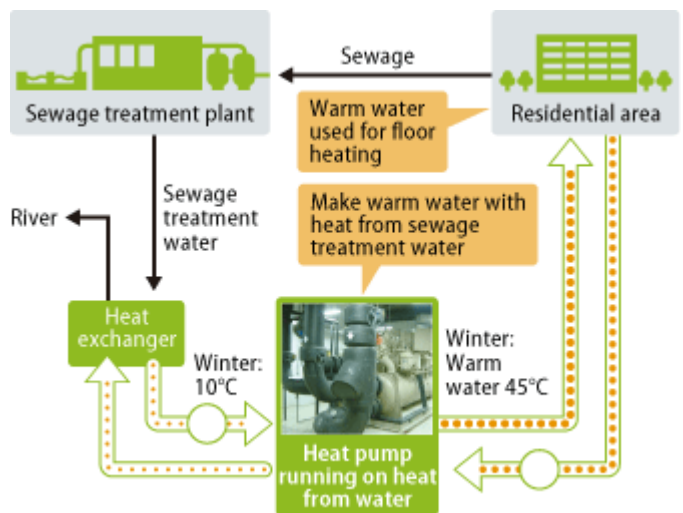 Sewage
Sewage treatment plant
Residential area
Warm water
used for floor
heating
Sewage
treatment
water
River
Make warm water with
heat from sewage
treatment water
Heat
exchanger
Winter:
10°C
Winter:
Warm
water 45°C
Heat pump
running on heat
from water